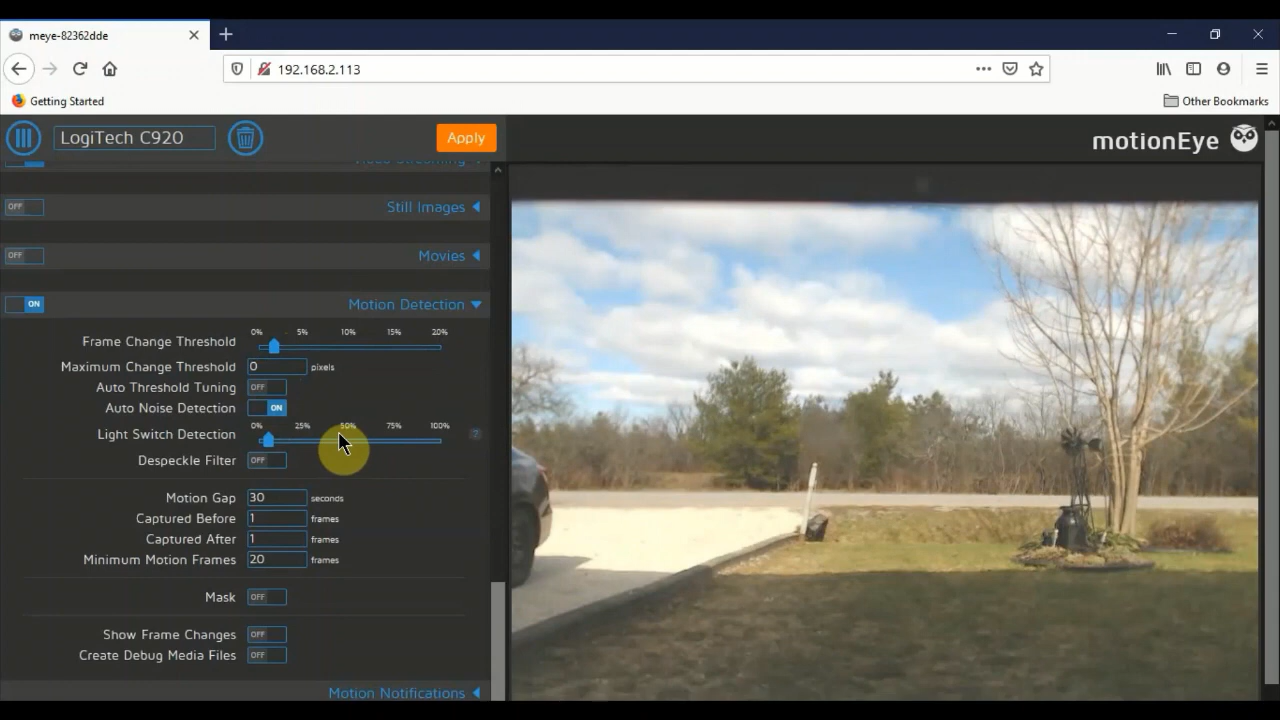 meye-82362dde
192.168.2.113
Getting Started
Other Bookmarks
LogiTech C920
Apply
motionEye
Video Streaming
OFF
Still Images
OFF
Movies
ON
Motion Detection
0% 5% 10% 15% 20%
Frame Change Threshold
Maximum Change Threshold 0 pixels
Auto Threshold Tuning OFF
Auto Noise Detection ON
0% 25% 50% 75% 100%
Light Switch Detection ?
Despeckle Filter OFF
Motion Gap 30 seconds
Captured Before 1 frames
Captured After 1 frames
Minimum Motion Frames 20 frames
Mask OFF
Show Frame Changes OFF
Create Debug Media Files OFF
Motion Notifications